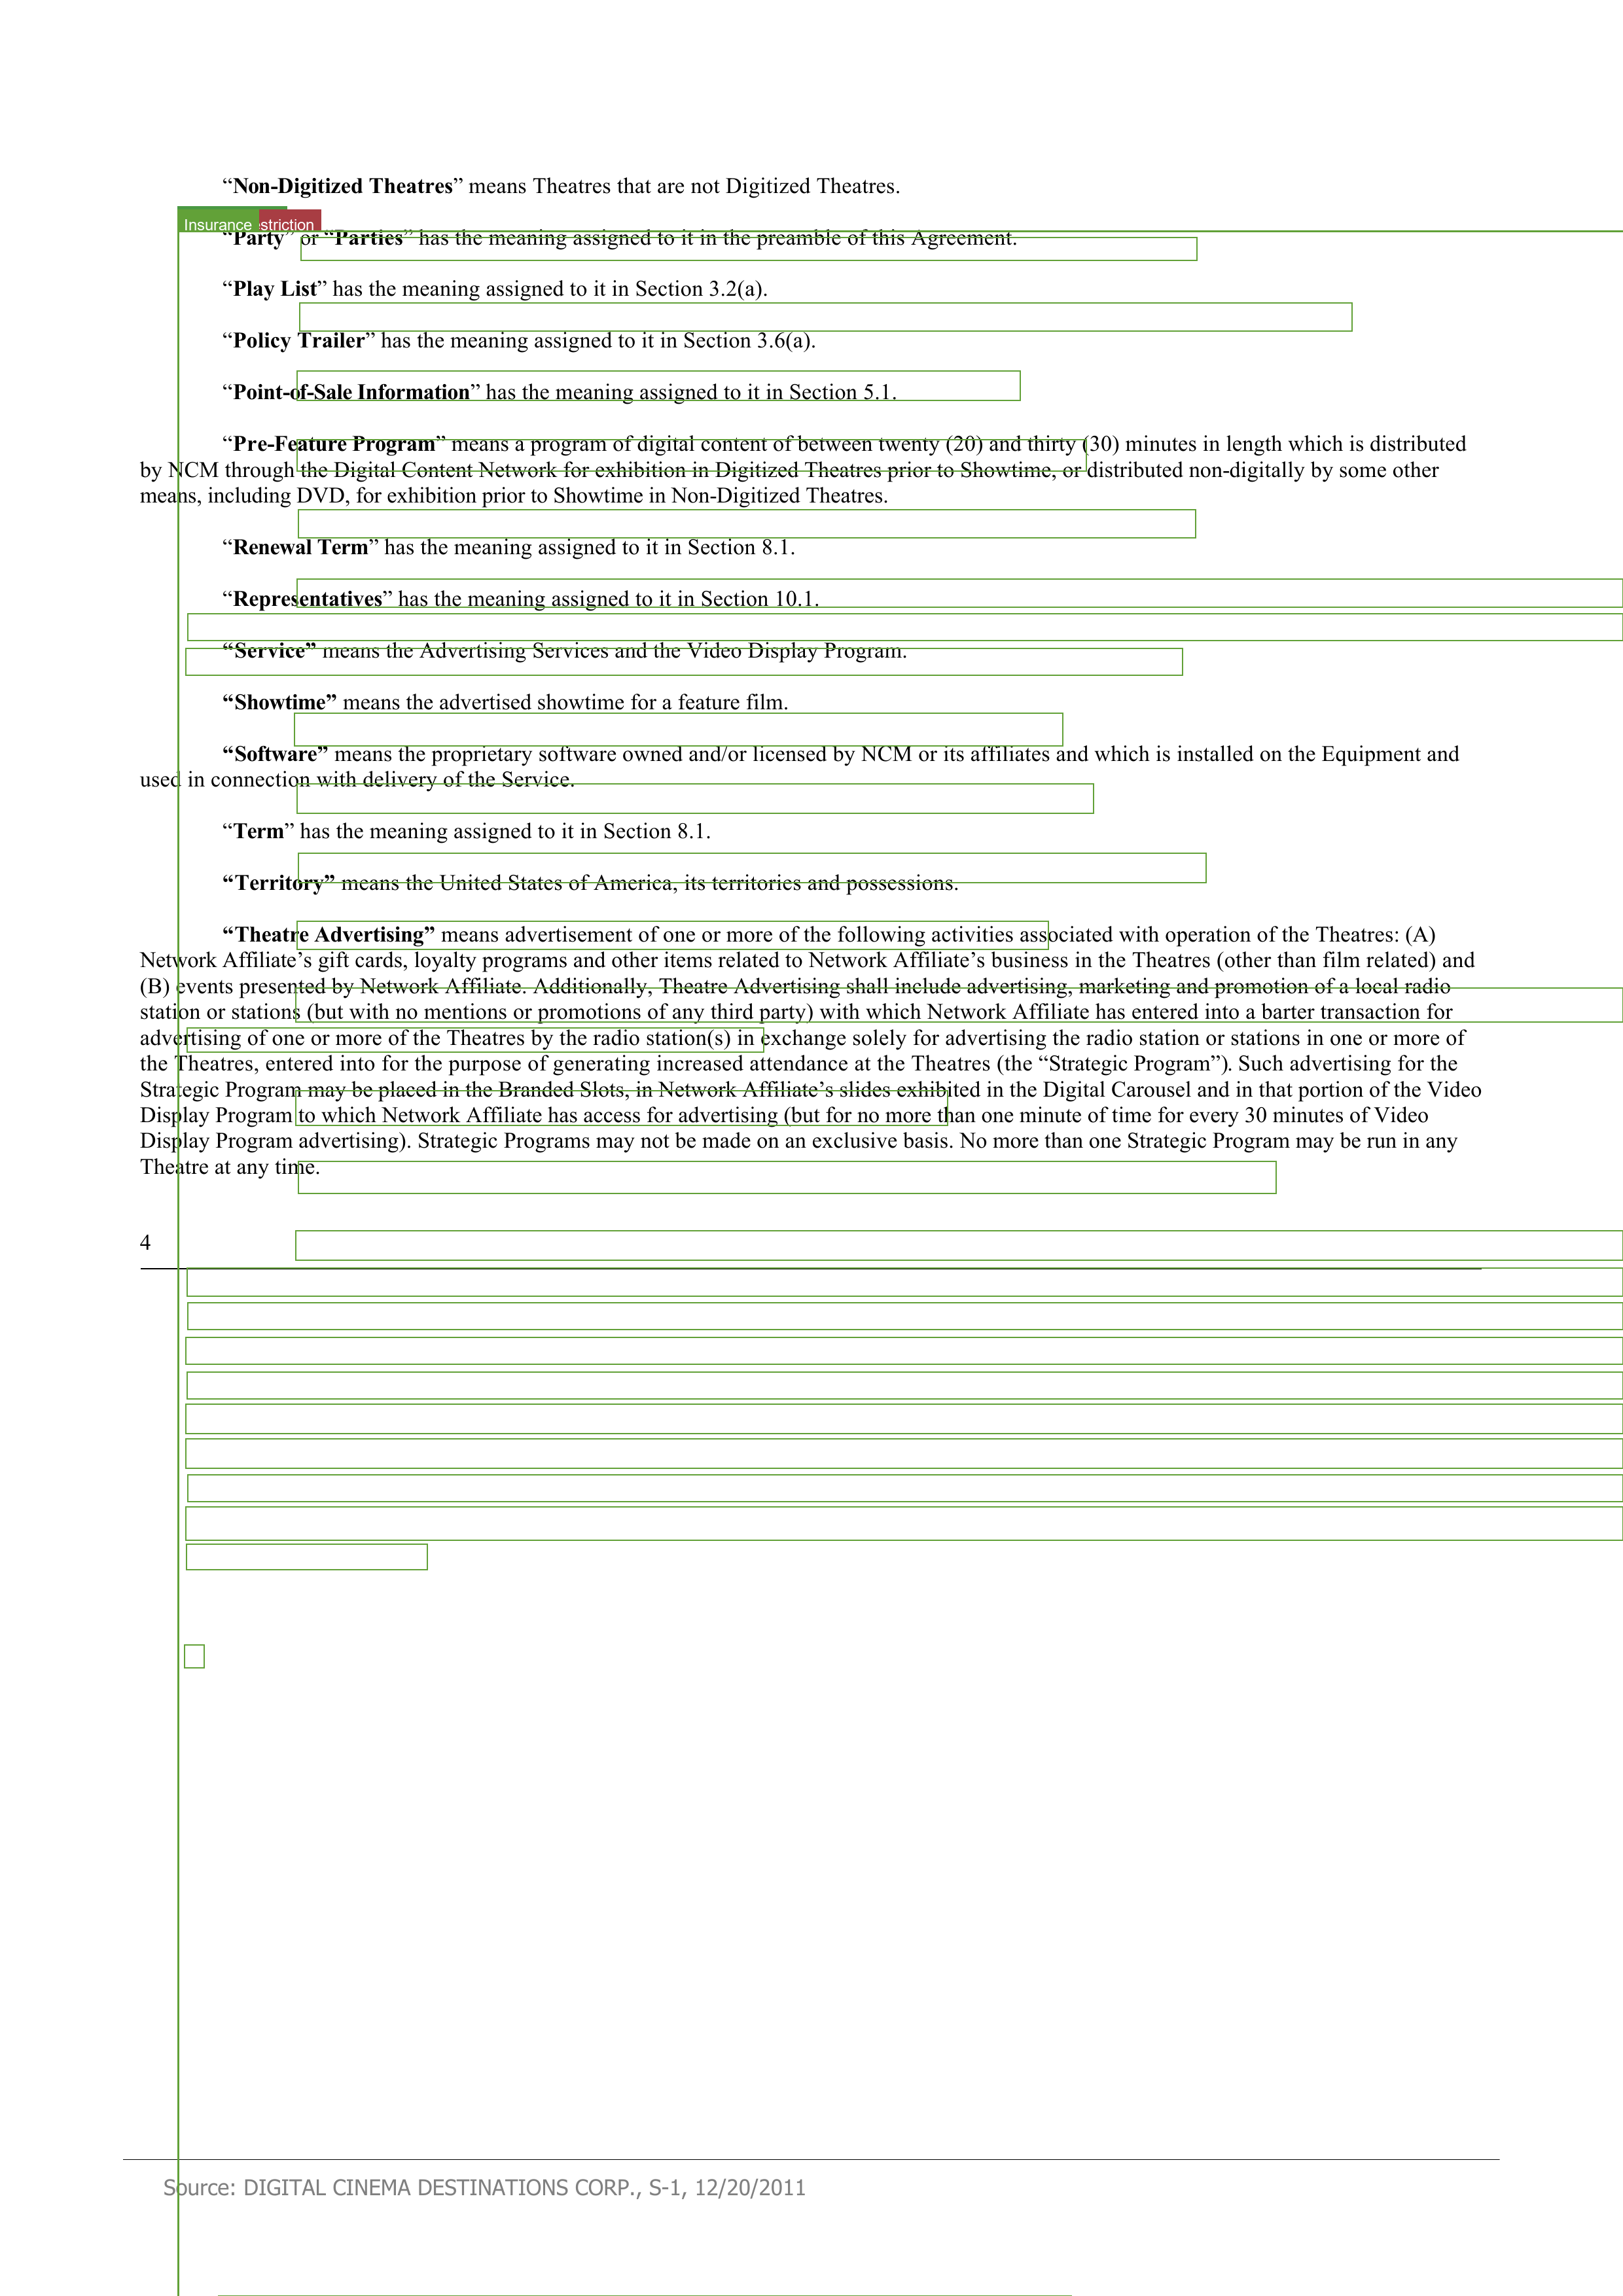 “Non-Digitized Theatres” means Theatres that are not Digitized Theatres.
Insurance striction
“Party” or “Parties” has the meaning assigned to it in the preamble of this Agreement.
“Play List” has the meaning assigned to it in Section 3.2(a).
“Policy Trailer” has the meaning assigned to it in Section 3.6(a).
“Point-of-Sale Information” has the meaning assigned to it in Section 5.1.
“Pre-Feature Program” means a program of digital content of between twenty (20) and thirty (30) minutes in length which is distributed
by NCM through the Digital Content Network for exhibition in Digitized Theatres prior to Showtime, or distributed non-digitally by some other
means, including DVD, for exhibition prior to Showtime in Non-Digitized Theatres.
“Renewal Term” has the meaning assigned to it in Section 8.1.
“Representatives” has the meaning assigned to it in Section 10.1.
“Service” means the Advertising Services and the Video Display Program.
“Showtime” means the advertised showtime for a feature film.
“Software” means the proprietary software owned and/or licensed by NCM or its affiliates and which is installed on the Equipment and
used in connection with delivery of the Service.
“Term” has the meaning assigned to it in Section 8.1.
“Territory” means the United States of America, its territories and possessions.
“Theatre Advertising” means advertisement of one or more of the following activities associated with operation of the Theatres: (A)
Network Affiliate’s gift cards, loyalty programs and other items related to Network Affiliate’s business in the Theatres (other than film related) and
(B) events presented by Network Affiliate. Additionally, Theatre Advertising shall include advertising, marketing and promotion of a local radio
station or stations (but with no mentions or promotions of any third party) with which Network Affiliate has entered into a barter transaction for
advertising of one or more of the Theatres by the radio station(s) in exchange solely for advertising the radio station or stations in one or more of
the Theatres, entered into for the purpose of generating increased attendance at the Theatres (the “Strategic Program”). Such advertising for the
Strategic Program may be placed in the Branded Slots, in Network Affiliate’s slides exhibited in the Digital Carousel and in that portion of the Video
Display Program to which Network Affiliate has access for advertising (but for no more than one minute of time for every 30 minutes of Video
Display Program advertising). Strategic Programs may not be made on an exclusive basis. No more than one Strategic Program may be run in any
Theatre at any time.
4
Source: DIGITAL CINEMA DESTINATIONS CORP., S-1, 12/20/2011